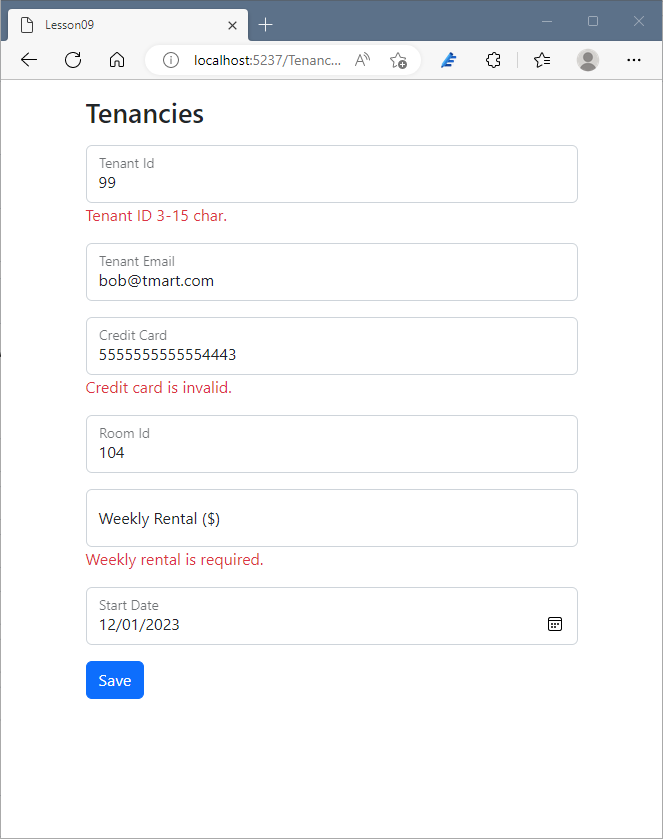 Lesson09
localhost:5237/Tenanc...
Tenancies
Tenant Id
99
Tenant ID 3-15 char.
Tenant Email
bob@tmart.com
Credit Card
5555555555554443
Credit card is invalid.
Room Id
104
Weekly Rental ($)
Weekly rental is required.
Start Date
12/01/2023
Save